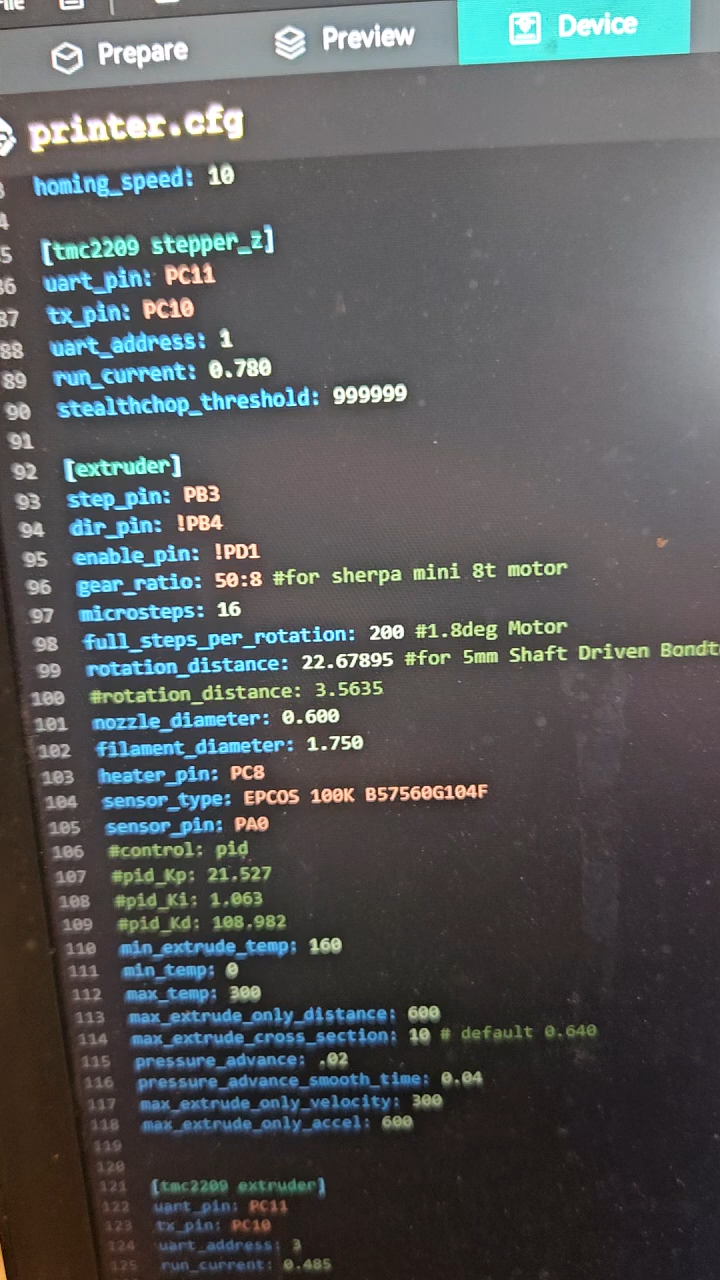 Prepare
Preview
Device
printer.cfg
homing_speed: 10
[tmc2209 stepper_z]
86 uart_pin: PC11
87 tx_pin: PC10
88 uart_address: 1
89 run_current: 0.780
90 stealthchop_threshold: 999999
91
92 [extruder]
93 step_pin: PB3
94 dir_pin: !PB4
95 enable_pin: !PD1
96 gear_ratio: 50:8 #for sherpa mini 8t motor
97 microsteps: 16
98 full_steps_per_rotation: 200 #1.8deg Motor
99 rotation_distance: 22.67895 #for 5mm Shaft Driven Bondt
100 #rotation_distance: 3.5635
101 nozzle_diameter: 0.600
102 filament_diameter: 1.750
103 heater_pin: PC8
104 sensor_type: EPCOS 100K B57560G104F
105 sensor_pin: PA0
106 #control: pid
107 #pid_Kp: 21.527
108 #pid_Ki: 1.063
109 #pid_Kd: 108.982
110 min_extrude_temp: 160
111 min_temp: 0
112 max_temp: 300
113 max_extrude_only_distance: 600
114 max_extrude_cross_section: 10 # default 0.640
115 pressure_advance: .02
116 pressure_advance_smooth_time: 0.04
117 max_extrude_only_velocity: 300
118 max_extrude_only_accel: 600
119
120
121 [tmc2209 extruder]
122 uart_pin: PC11
123 tx_pin: PC10
124 uart_address: 3
125 run_current: 0.485